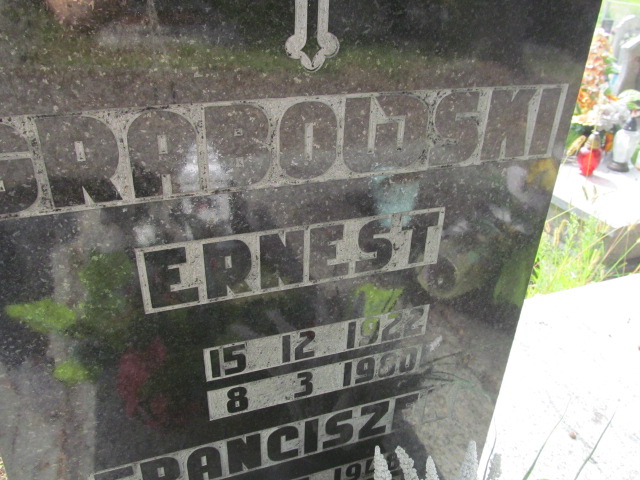 GRABOWSKI
ERNEST
15 12 1922
8 3 1980
FRANCISZE